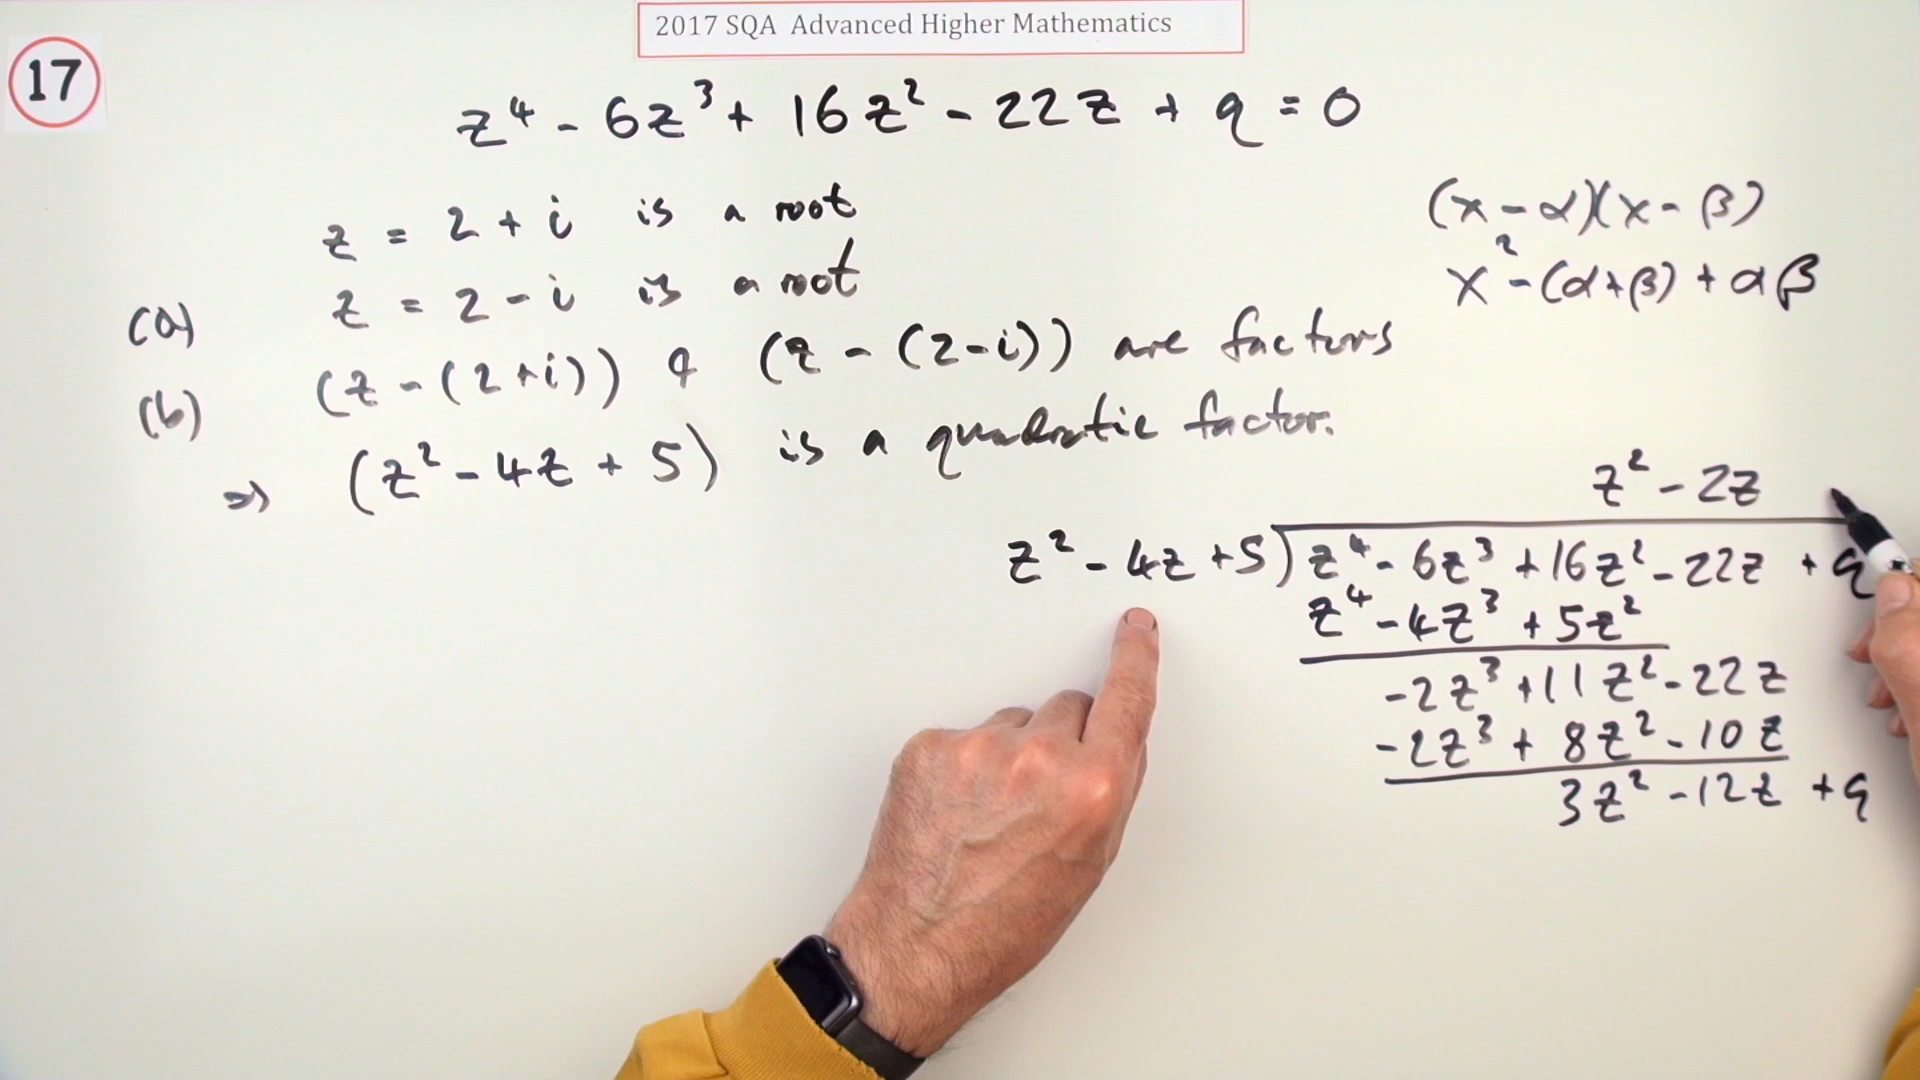 2017 SQA Advanced Higher Mathematics
17
z⁴ - 6z³ + 16z² - 22z + q = 0
z = 2 + i is a root
(a) z = 2 - i is a root
(b) (z - (2+i)) & (z - (2-i)) are factors
⇒ (z² - 4z + 5) is a quadratic factor.
(x - α)(x - β)
x² - (α+β) + αβ
z² - 2z
z² - 4z + 5 ) z⁴ - 6z³ + 16z² - 22z + q
z⁴ - 4z³ + 5z²
-2z³ + 11z² - 22z
-2z³ + 8z² - 10z
3z² - 12z + q